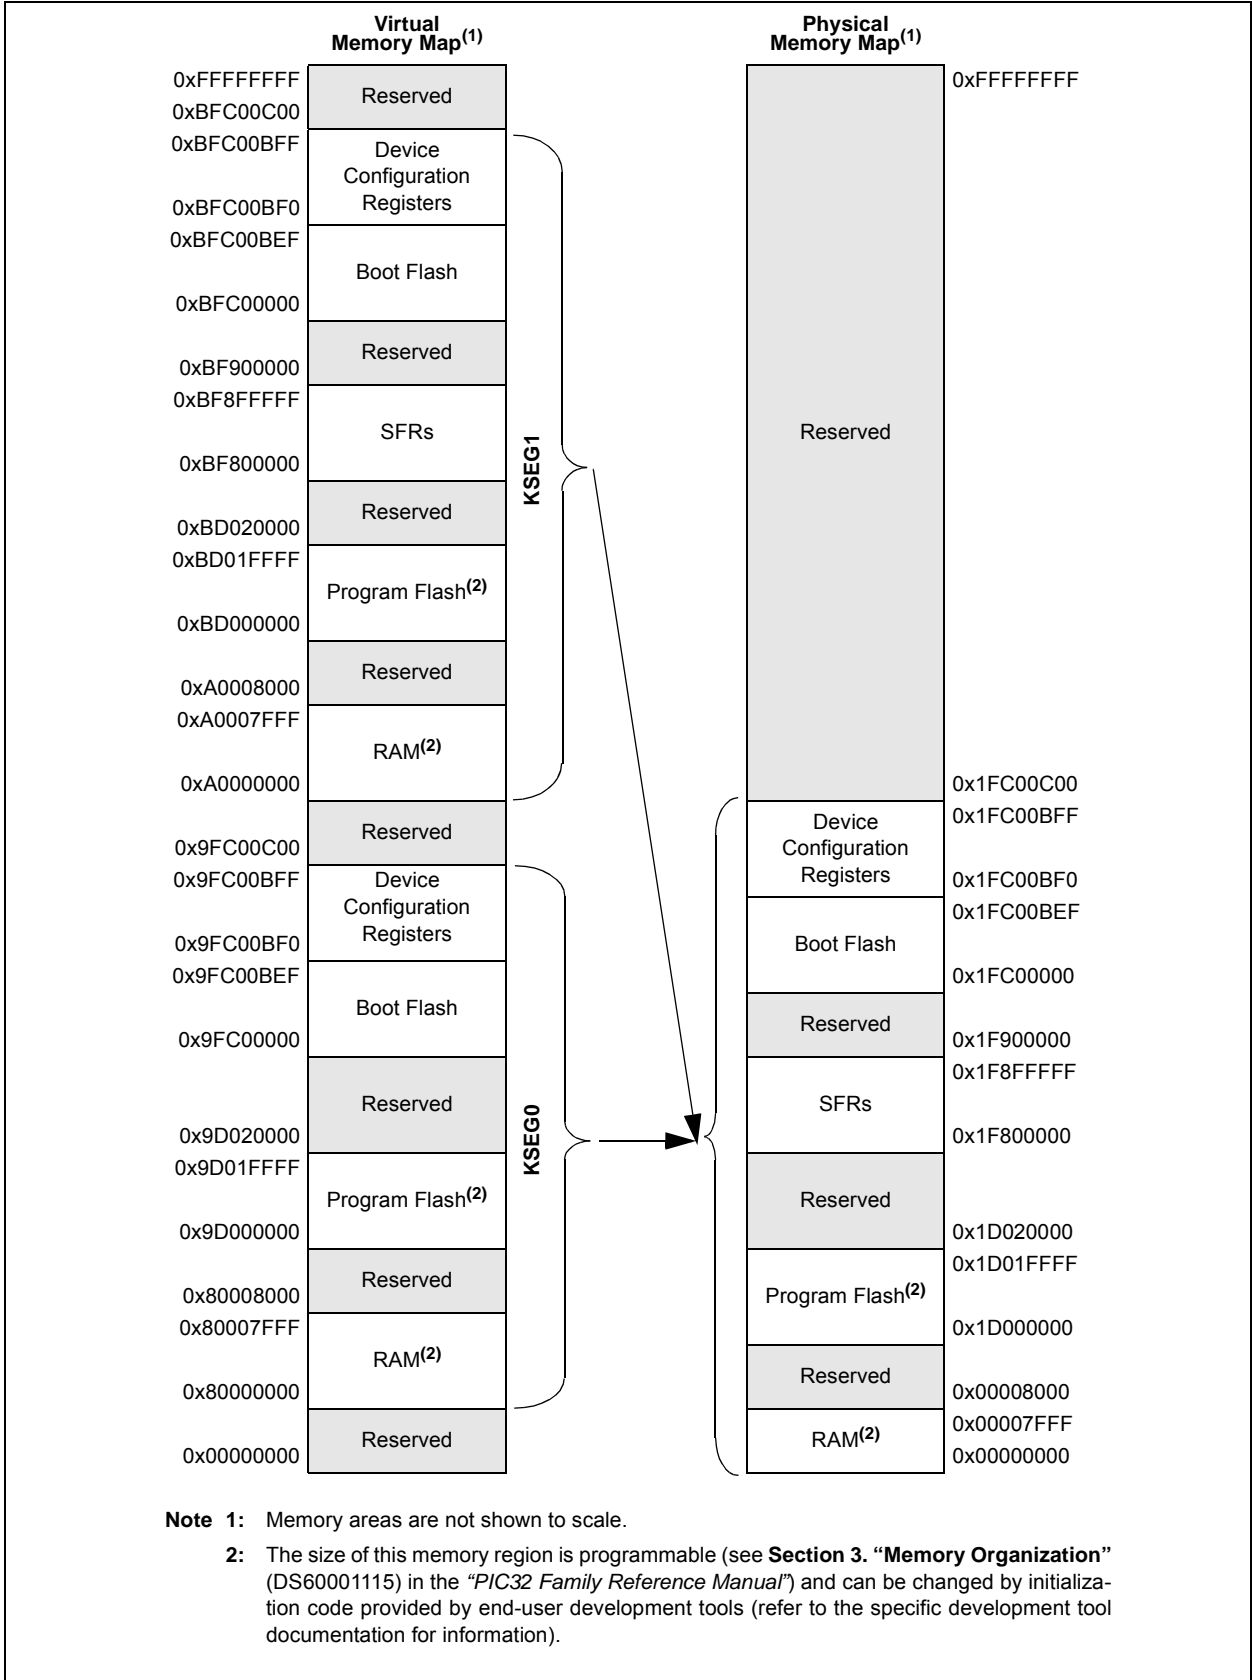 Virtual
Memory Map(1)
Physical
Memory Map(1)
0xFFFFFFFF
Reserved
0xBFC00C00
0xBFC00BFF
Device
Configuration
Registers
0xBFC00BF0
0xBFC00BEF
Boot Flash
0xBFC00000
Reserved
0xBF900000
0xBF8FFFFF
SFRs
0xBF800000
Reserved
0xBD020000
0xBD01FFFF
Program Flash(2)
0xBD000000
Reserved
0xA0008000
0xA0007FFF
RAM(2)
0xA0000000
KSEG1
Reserved
0x9FC00C00
0x9FC00BFF
Device
Configuration
Registers
0x9FC00BF0
0x9FC00BEF
Boot Flash
0x9FC00000
Reserved
0x9D020000
0x9D01FFFF
Program Flash(2)
0x9D000000
Reserved
0x80008000
0x80007FFF
RAM(2)
0x80000000
KSEG0
Reserved
0x00000000
0xFFFFFFFF
Reserved
0x1FC00C00
0x1FC00BFF
Device
Configuration
Registers
0x1FC00BF0
0x1FC00BEF
Boot Flash
0x1FC00000
Reserved
0x1F900000
0x1F8FFFFF
SFRs
0x1F800000
Reserved
0x1D020000
0x1D01FFFF
Program Flash(2)
0x1D000000
Reserved
0x00008000
0x00007FFF
RAM(2)
0x00000000
Note 1: Memory areas are not shown to scale.
2: The size of this memory region is programmable (see Section 3. “Memory Organization”
(DS60001115) in the “PIC32 Family Reference Manual”) and can be changed by initializa-
tion code provided by end-user development tools (refer to the specific development tool
documentation for information).